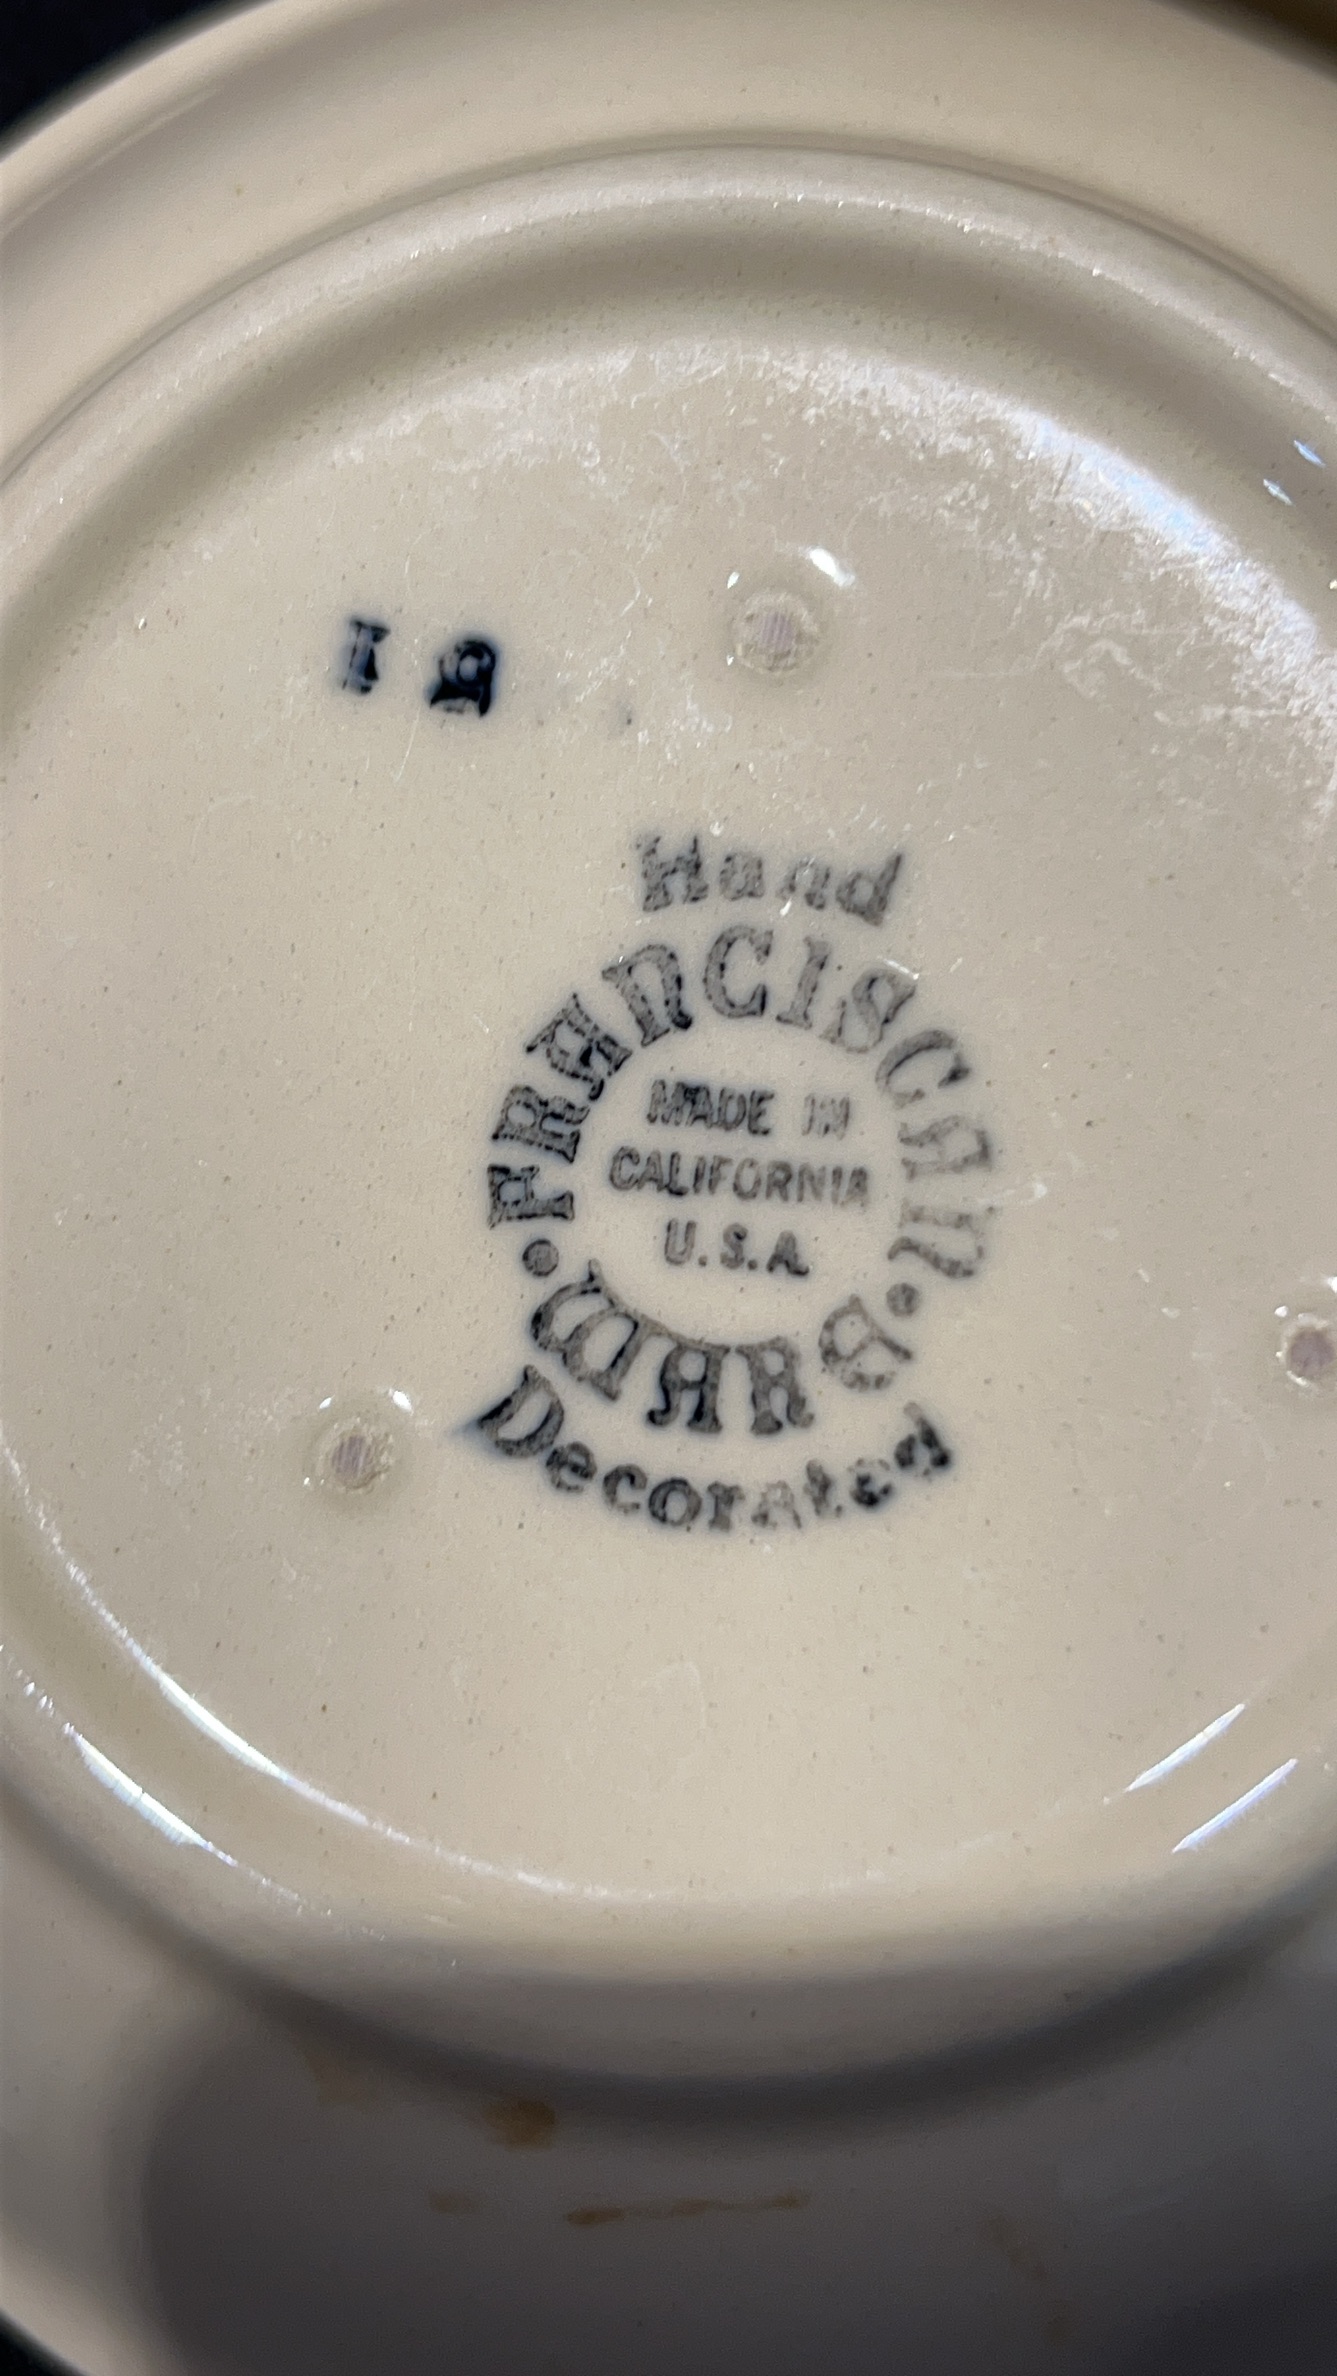 Hand
FRANCISCAN
MADE IN
CALIFORNIA
U.S.A.
• WARE •
Decorated